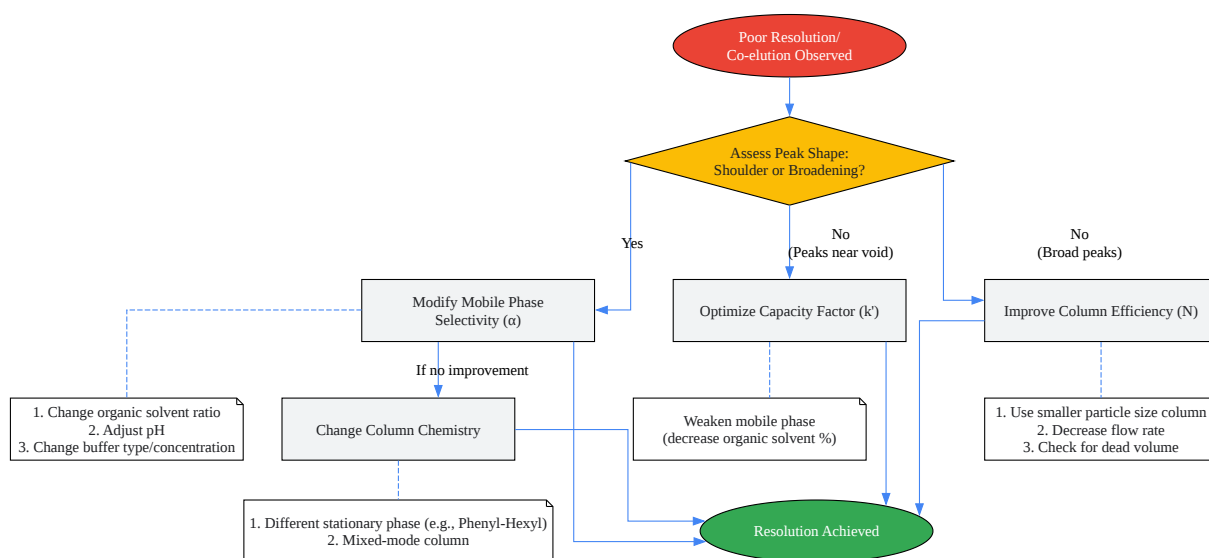 Poor Resolution/
Co-elution Observed
Assess Peak Shape:
Shoulder or Broadening?
Yes
No
(Peaks near void)
No
(Broad peaks)
Modify Mobile Phase
Selectivity (α)
Optimize Capacity Factor (k')
Improve Column Efficiency (N)
If no improvement
1. Change organic solvent ratio
2. Adjust pH
3. Change buffer type/concentration
Change Column Chemistry
Weaken mobile phase
(decrease organic solvent %)
1. Use smaller particle size column
2. Decrease flow rate
3. Check for dead volume
1. Different stationary phase (e.g., Phenyl-Hexyl)
2. Mixed-mode column
Resolution Achieved